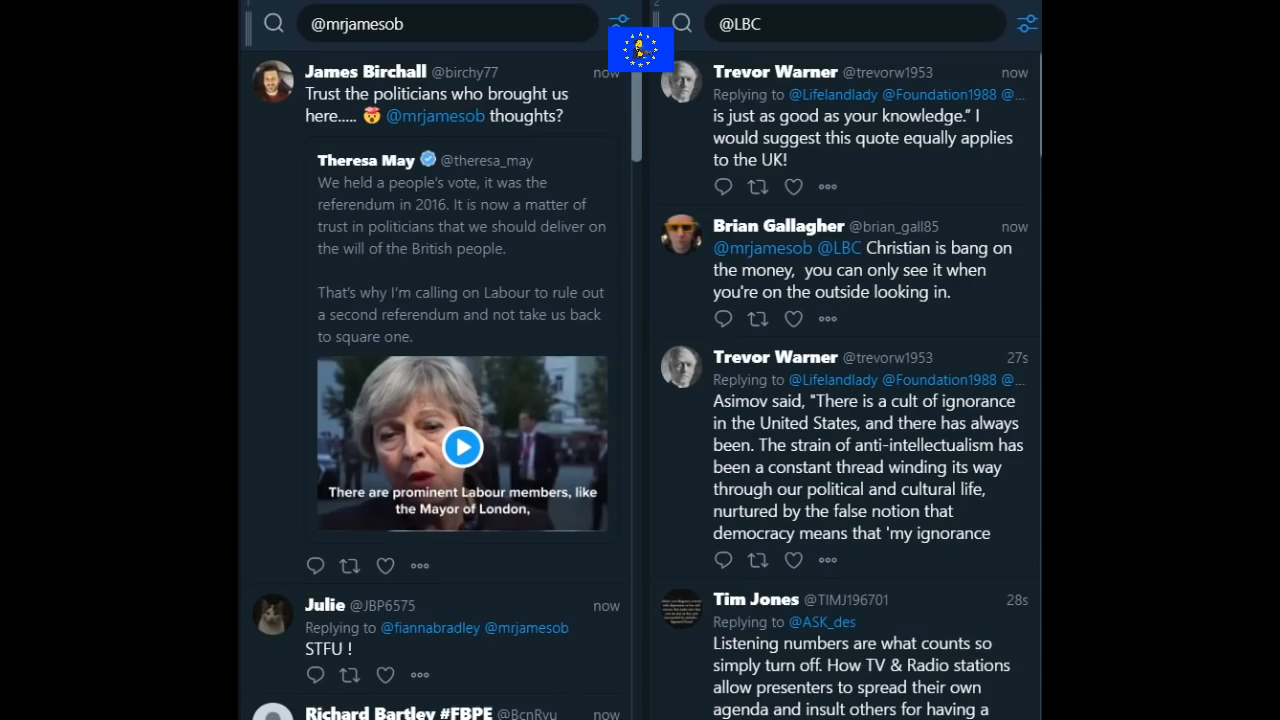 1
@mrjamesob
James Birchall @birchy77 now
Trust the politicians who brought us
here..... 🤯 @mrjamesob thoughts?
Theresa May @theresa_may
We held a people's vote, it was the
referendum in 2016. It is now a matter of
trust in politicians that we should deliver on
the will of the British people.
That's why I'm calling on Labour to rule out
a second referendum and not take us back
to square one.
There are prominent Labour members, like
the Mayor of London,
Julie @JBP6575 now
Replying to @fiannabradley @mrjamesob
STFU !
Richard Bartley #FBPE @BcnRyu now
2
@LBC
Trevor Warner @trevorw1953 now
Replying to @Lifelandlady @Foundation1988 @...
is just as good as your knowledge.” I
would suggest this quote equally applies
to the UK!
Brian Gallagher @brian_gall85 now
@mrjamesob @LBC Christian is bang on
the money,  you can only see it when
you're on the outside looking in.
Trevor Warner @trevorw1953 27s
Replying to @Lifelandlady @Foundation1988 @...
Asimov said, "There is a cult of ignorance
in the United States, and there has always
been. The strain of anti-intellectualism has
been a constant thread winding its way
through our political and cultural life,
nurtured by the false notion that
democracy means that 'my ignorance
Tim Jones @TIMJ196701 28s
Replying to @ASK_des
Listening numbers are what counts so
simply turn off. How TV & Radio stations
allow presenters to spread their own
agenda and insult others for having a